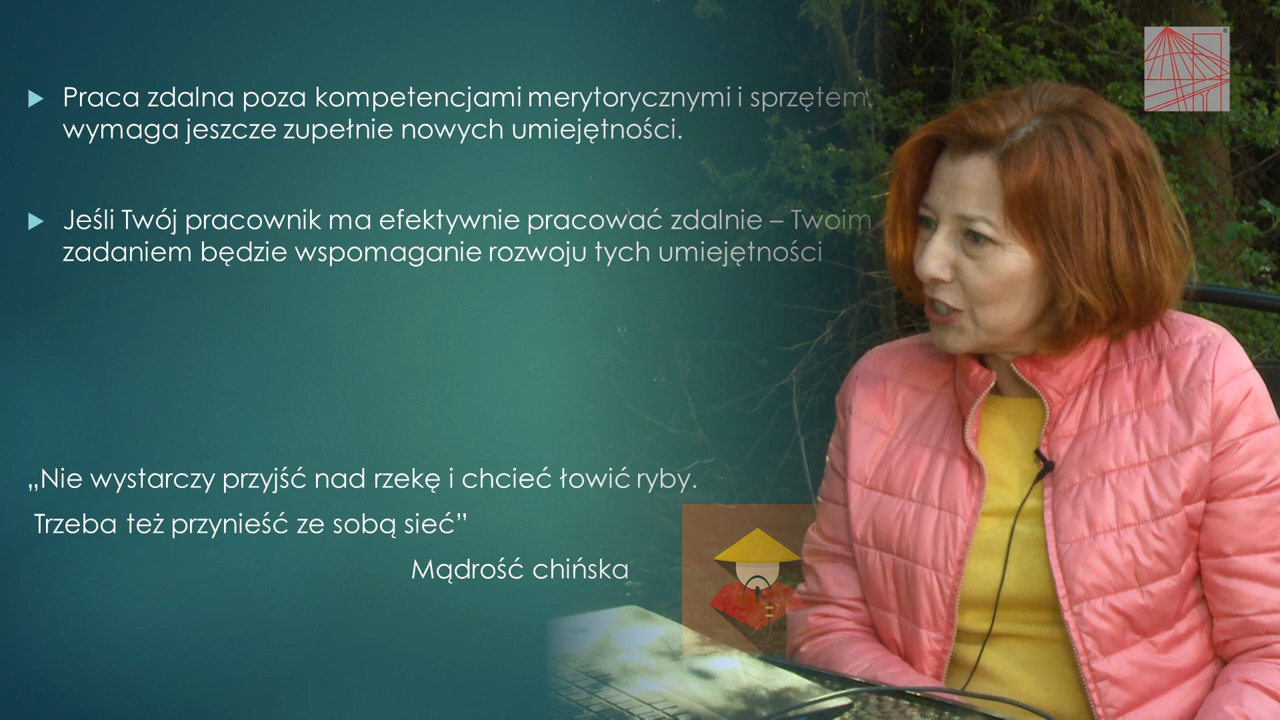 Praca zdalna poza kompetencjami merytorycznymi i sprzętem,
wymaga jeszcze zupełnie nowych umiejętności.
Jeśli Twój pracownik ma efektywnie pracować zdalnie – Twoim
zadaniem będzie wspomaganie rozwoju tych umiejętności
„Nie wystarczy przyjść nad rzekę i chcieć łowić ryby.
Trzeba też przynieść ze sobą sieć”
Mądrość chińska